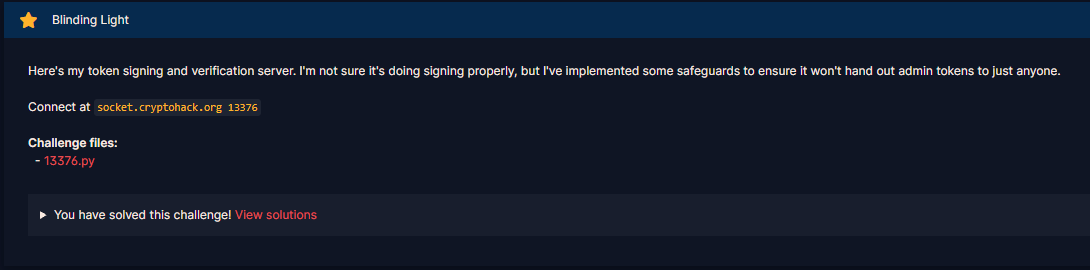 Blinding Light
Here's my token signing and verification server. I'm not sure it's doing signing properly, but I've implemented some safeguards to ensure it won't hand out admin tokens to just anyone.
Connect at socket.cryptohack.org 13376
Challenge files:
- 13376.py
You have solved this challenge! View solutions